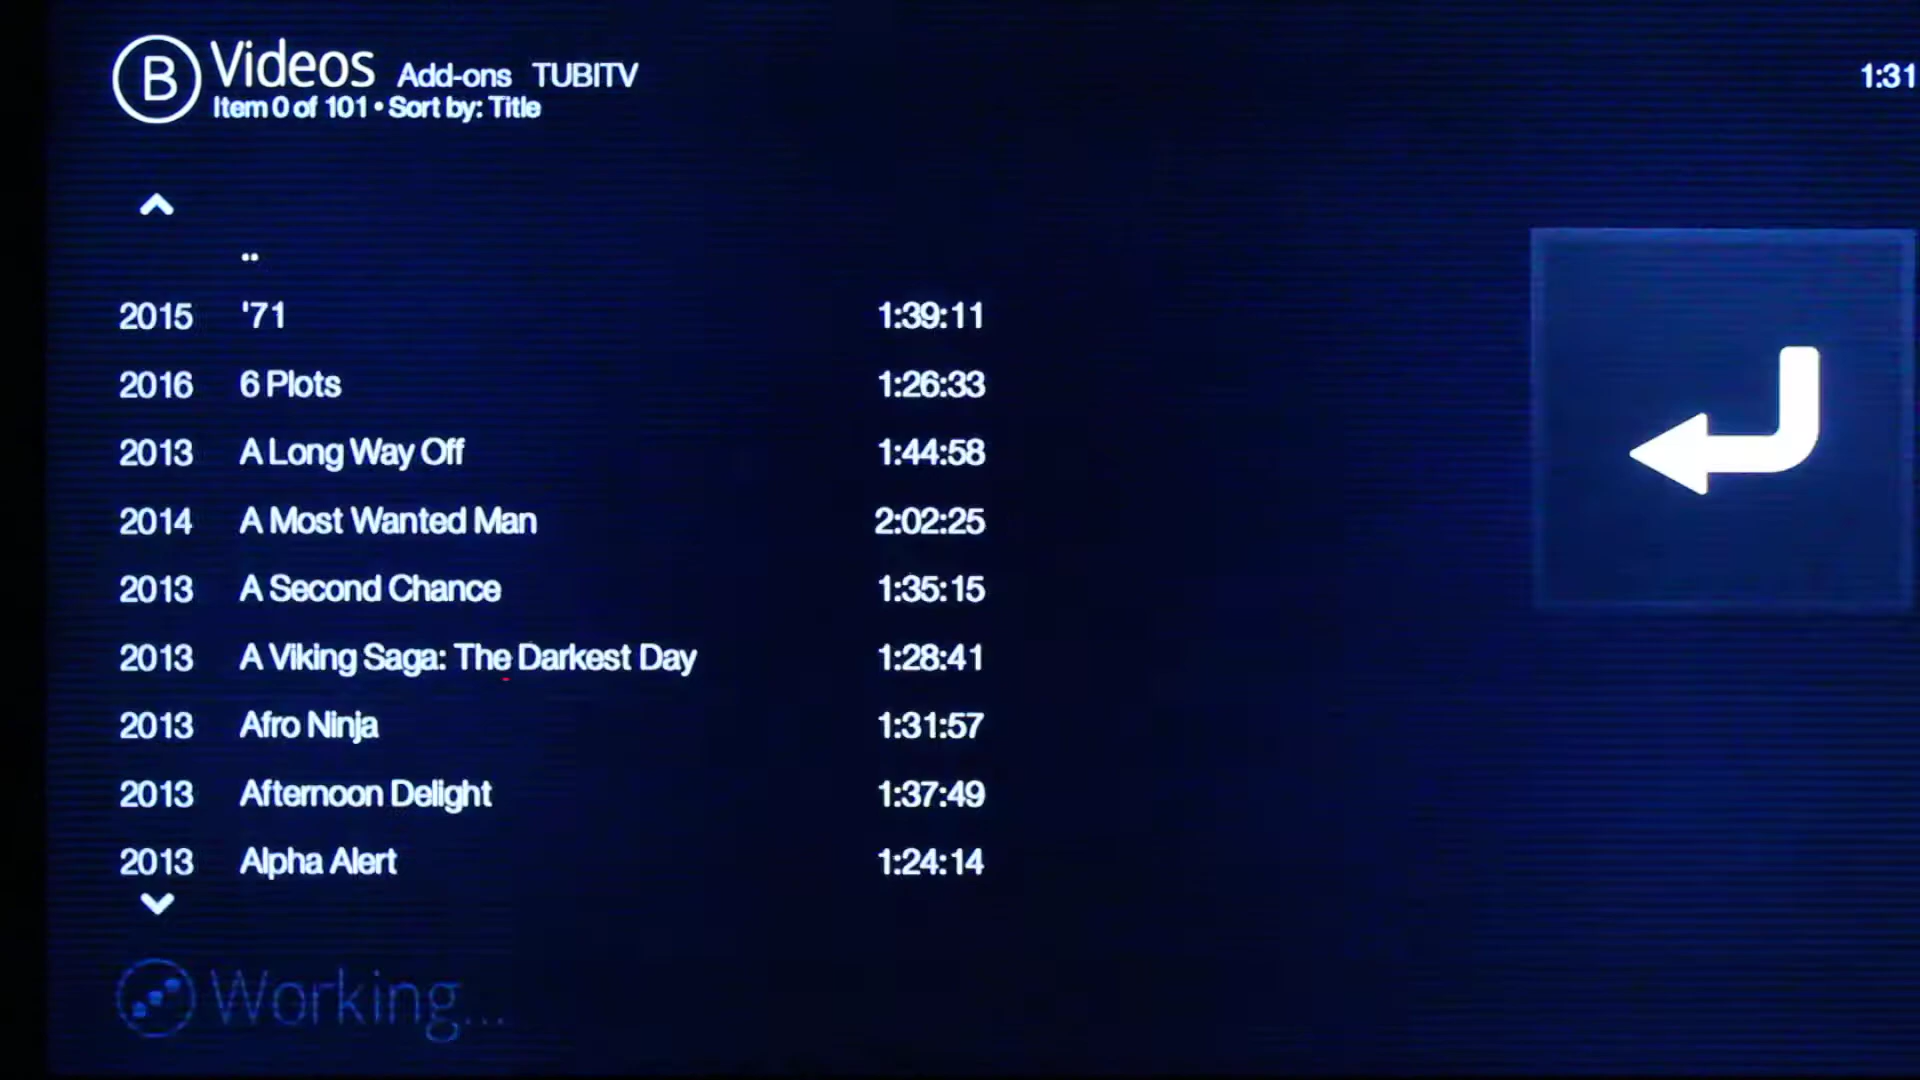 B Videos Add-ons TUBITV
Item 0 of 101 • Sort by: Title
1:31
..
2015 '71 1:39:11
2016 6 Plots 1:26:33
2013 A Long Way Off 1:44:58
2014 A Most Wanted Man 2:02:25
2013 A Second Chance 1:35:15
2013 A Viking Saga: The Darkest Day 1:28:41
2013 Afro Ninja 1:31:57
2013 Afternoon Delight 1:37:49
2013 Alpha Alert 1:24:14
Working...